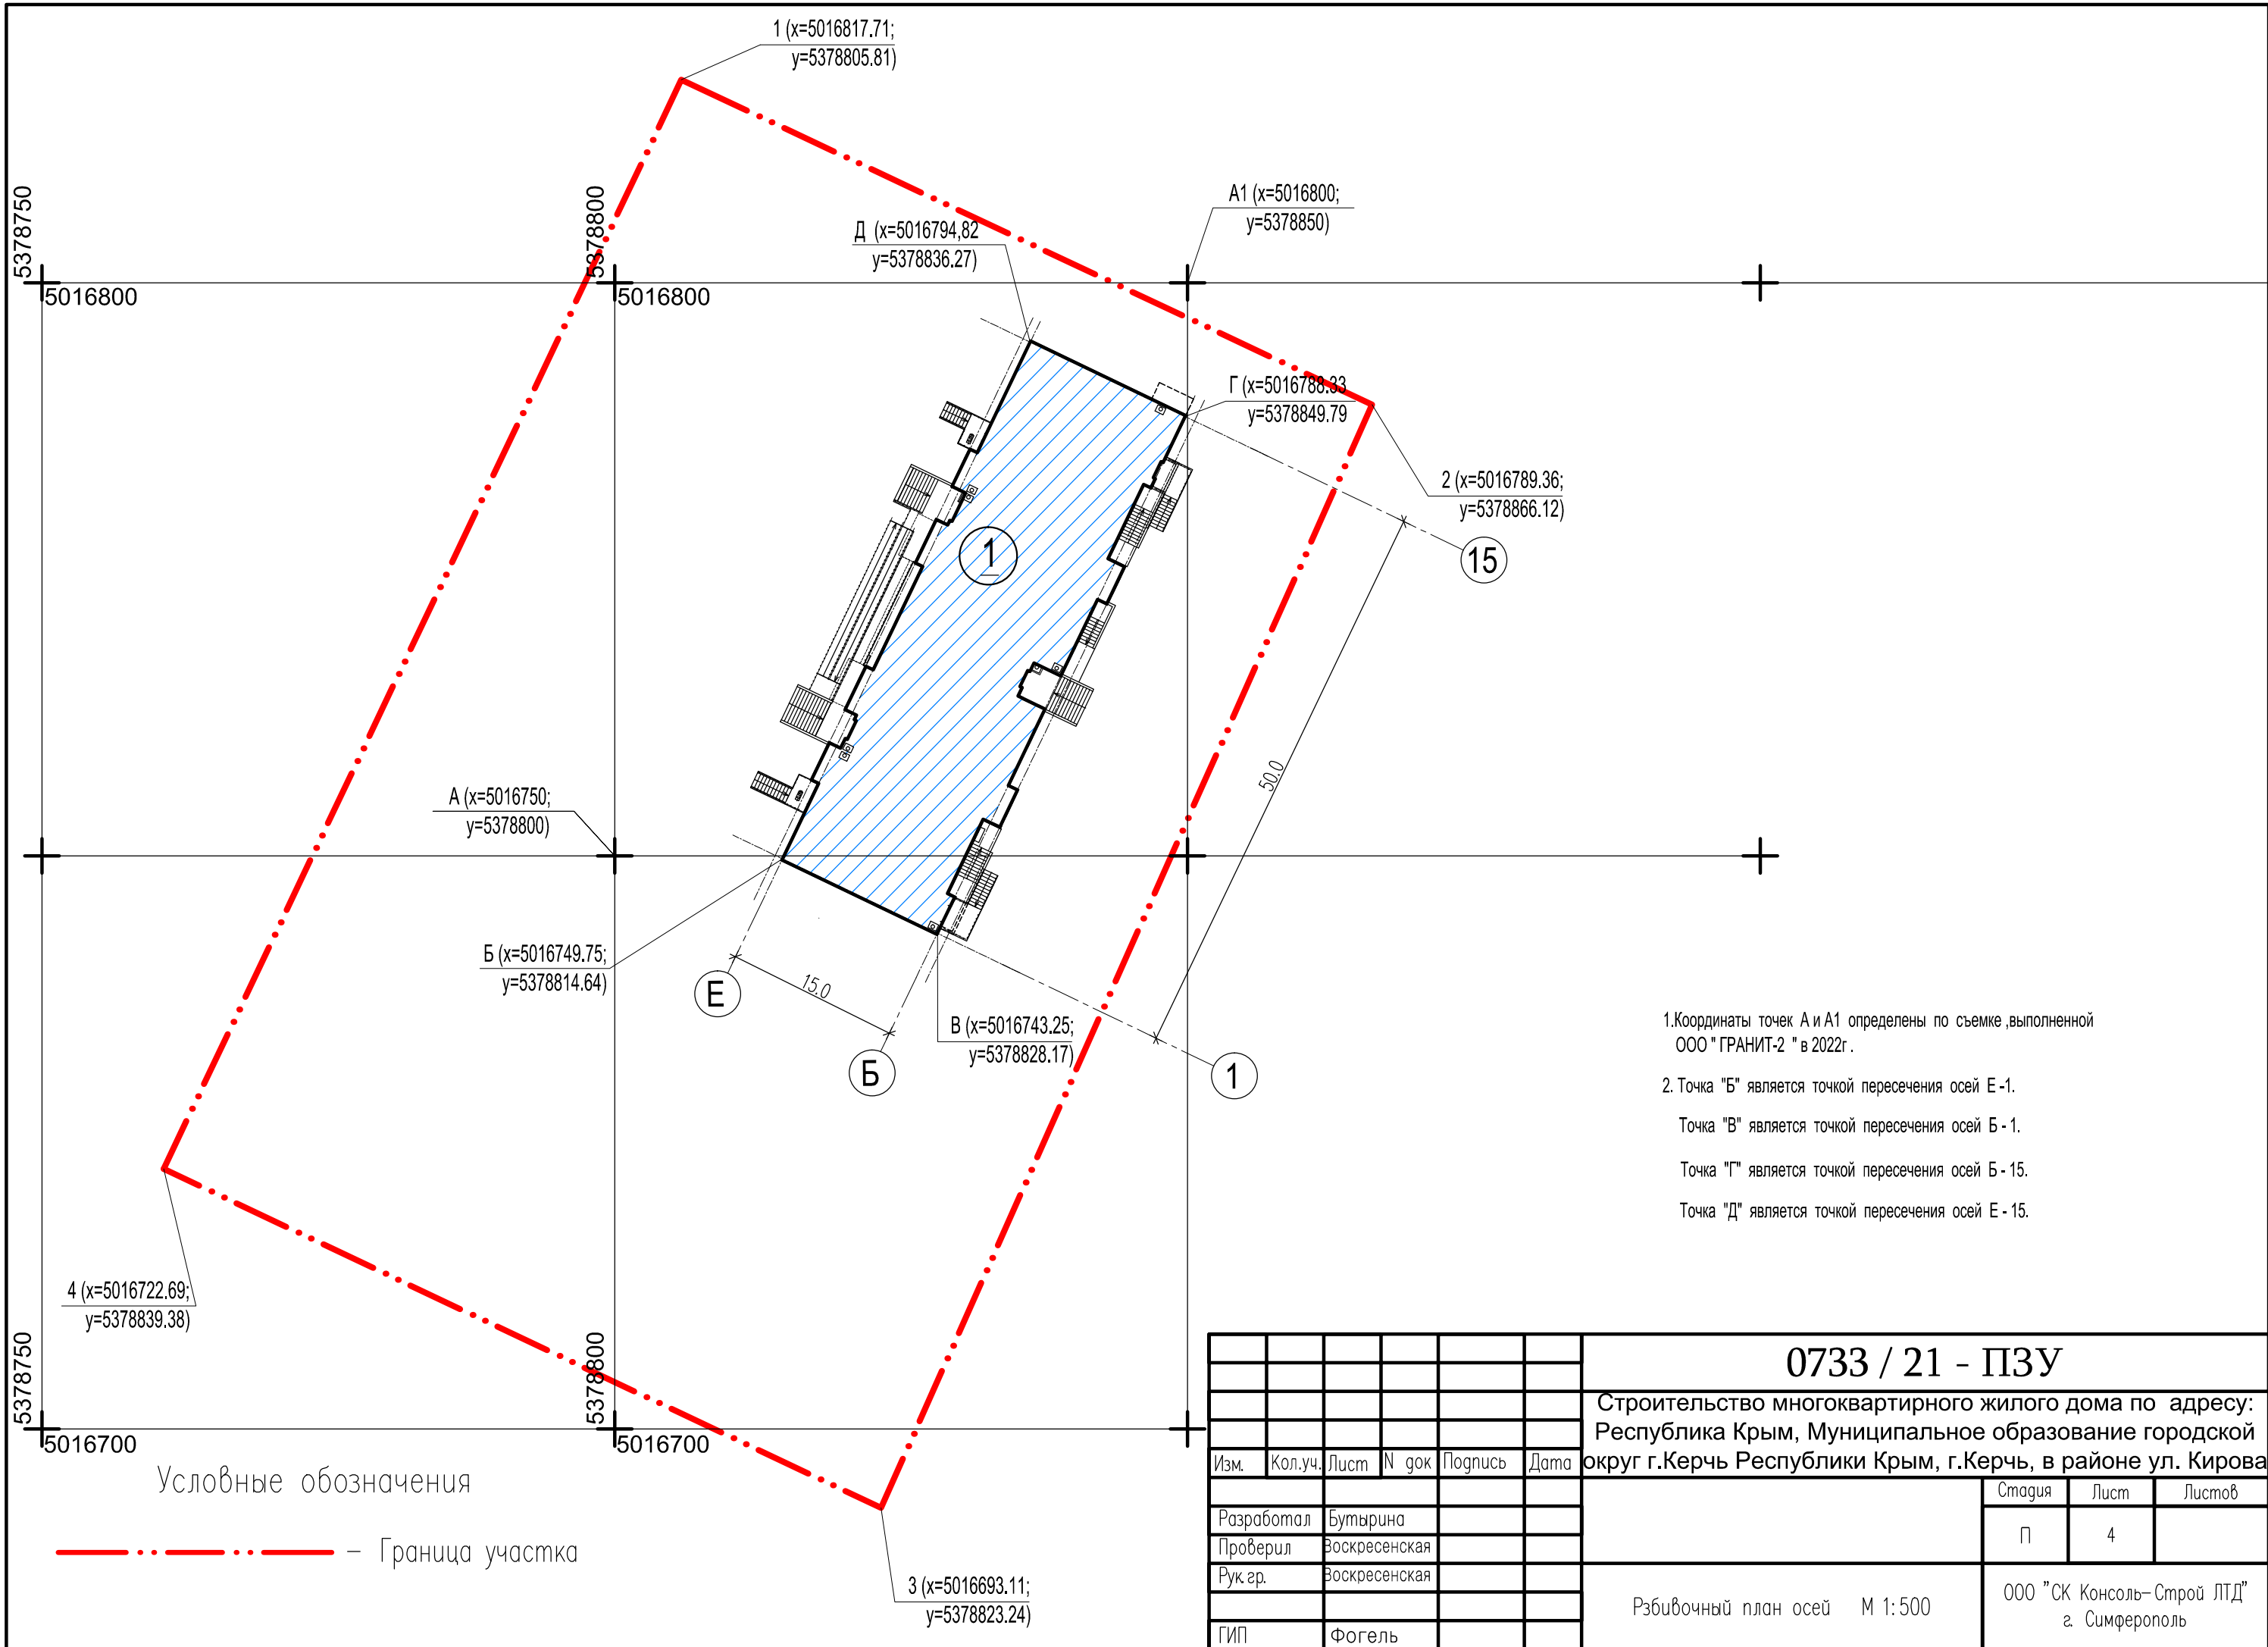 1 (x=5016817.71;
y=5378805.81)
5378750
5378800
А1 (x=5016800;
y=5378850)
Д (x=5016794,82
y=5378836.27)
5016800
5016800
Г (x=5016788.33
y=5378849.79
2 (x=5016789.36;
y=5378866.12)
1
15
50.0
А (x=5016750;
y=5378800)
Б (x=5016749.75;
y=5378814.64)
Е
15.0
В (x=5016743.25;
y=5378828.17)
Б
1
1.Координаты точек А и А1 определены по съемке ,выполненной
ООО " ГРАНИТ-2 " в 2022г .
2. Точка "Б" является точкой пересечения осей Е -1.
Точка "В" является точкой пересечения осей Б - 1.
Точка "Г" является точкой пересечения осей Б - 15.
Точка "Д" является точкой пересечения осей Е - 15.
4 (x=5016722.69;
y=5378839.38)
5378750
5378800
5016700
5016700
Условные обозначения
– Граница участка
3 (x=5016693.11;
y=5378823.24)
0733 / 21 - ПЗУ
Строительство многоквартирного жилого дома по адресу:
Республика Крым, Муниципальное образование городской
округ г.Керчь Республики Крым, г.Керчь, в районе ул. Кирова
Изм. Кол.уч. Лист N док Подпись Дата
Стадия Лист Листов
Разработал Бутырина
П 4
Проверил Воскресенская
Рук.гр. Воскресенская
Рзбивочный план осей М 1:500
ООО "СК Консоль-Строй ЛТД"
г. Симферополь
ГИП Фогель